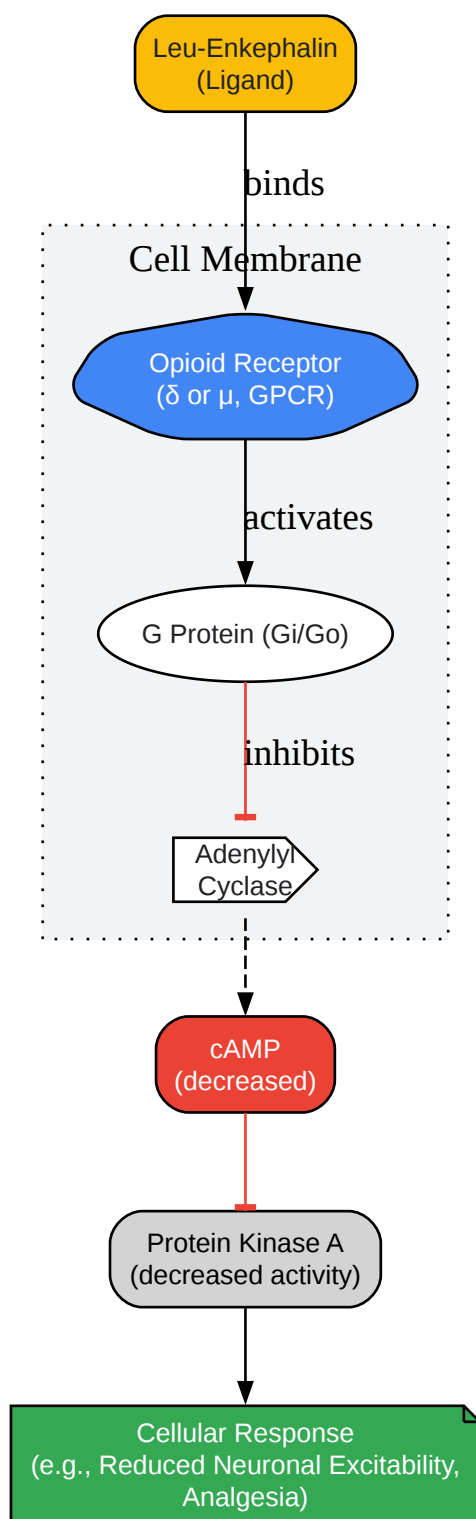 Leu-Enkephalin
(Ligand)
binds
Cell Membrane
Opioid Receptor
(δ or μ, GPCR)
activates
G Protein (Gi/Go)
inhibits
Adenylyl
Cyclase
cAMP
(decreased)
Protein Kinase A
(decreased activity)
Cellular Response
(e.g., Reduced Neuronal Excitability,
Analgesia)